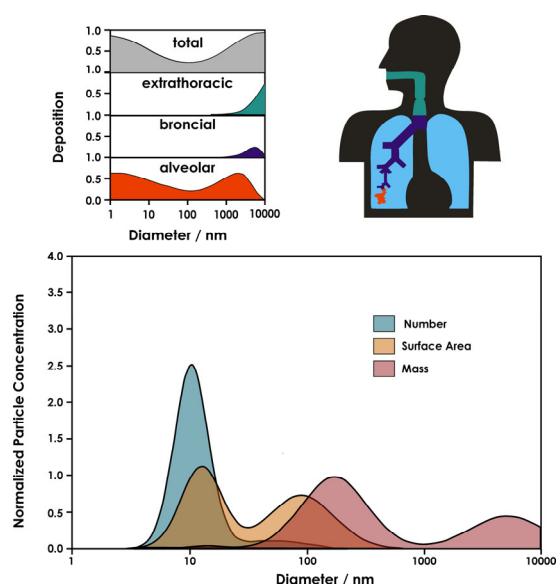 1.0
total
0.5
1.0
extrathoracic
0.5
1.0
broncial
0.5
1.0
alveolar
0.5
0.0
Deposition
1 10 100 1000 10000
Diameter / nm
4.0
3.5
3.0
2.5
2.0
1.5
1.0
0.5
0.0
Normalized Particle Concentration
Number
Surface Area
Mass
1 10 100 1000 10000
Diameter / nm